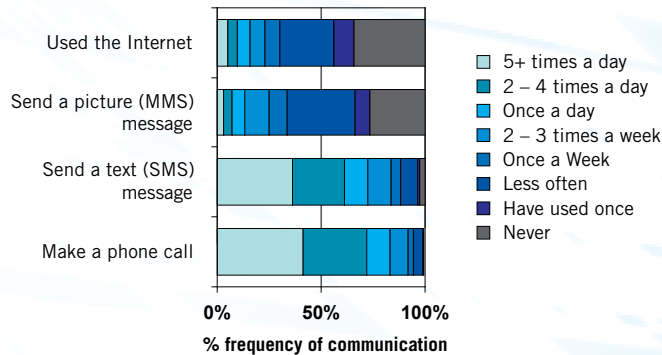 Used the Internet
Send a picture (MMS)
message
Send a text (SMS)
message
Make a phone call
0%
50%
100%
% frequency of communication
5+ times a day
2 – 4 times a day
Once a day
2 – 3 times a week
Once a Week
Less often
Have used once
Never